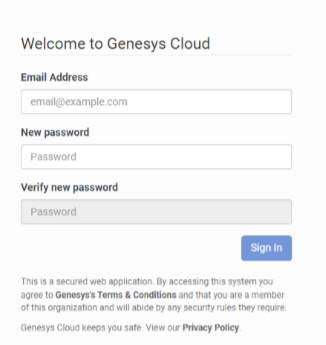 Welcome to Genesys Cloud
Email Address
email@example.com
New password
Password
Verify new password
Password
Sign In
This is a secured web application. By accessing this system you
agree to Genesys's Terms & Conditions and that you are a member
of this organization and will abide by any security rules they require.
Genesys Cloud keeps you safe. View our Privacy Policy.